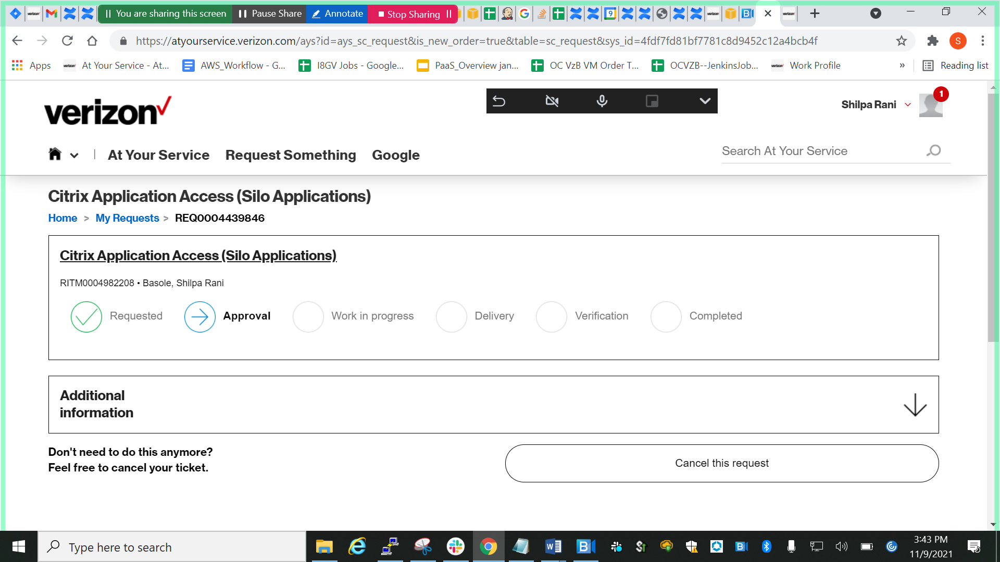 You are sharing this screen
Pause Share
Annotate
Stop Sharing
https://atyourservice.verizon.com/ays?id=ays_sc_request&is_new_order=true&table=sc_request&sys_id=4fdf7fd81bf7781c8d9452c12a4bcb4f
S
Apps
At Your Service - At...
AWS_Workflow - G...
I8GV Jobs - Google...
PaaS_Overview jan...
OC VzB VM Order T...
OCVZB--JenkinsJob...
Work Profile
»
Reading list
verizon
Shilpa Rani
1
At Your Service
Request Something
Google
Search At Your Service
Citrix Application Access (Silo Applications)
Home > My Requests > REQ0004439846
Citrix Application Access (Silo Applications)
RITM0004982208 • Basole, Shilpa Rani
Requested
Approval
Work in progress
Delivery
Verification
Completed
Additional
information
Don't need to do this anymore?
Feel free to cancel your ticket.
Cancel this request
Type here to search
3:43 PM
11/9/2021